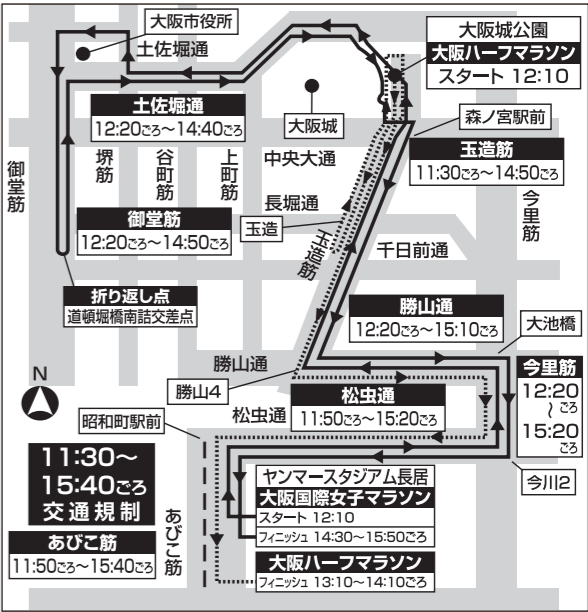 大阪市役所
土佐堀通
大阪城公園
大阪ハーフマラソン
スタート 12:10
土佐堀通
12:20ごろ〜14:40ごろ
大阪城
森ノ宮駅前
玉造筋
11:30ごろ〜14:50ごろ
御堂筋
堺筋
谷町筋
上町筋
中央大通
長堀通
玉造
玉造筋
今里筋
御堂筋
12:20ごろ〜14:50ごろ
千日前通
折り返し点
道頓堀橋南詰交差点
勝山通
12:20ごろ〜15:10ごろ
大池橋
勝山通
勝山4
今里筋
12:20
〜ごろ
15:20
ごろ
N
松虫通
11:50ごろ〜15:20ごろ
昭和町駅前
松虫通
11:30〜
15:40ごろ
交通規制
今川2
ヤンマースタジアム長居
大阪国際女子マラソン
スタート 12:10
フィニッシュ 14:30〜15:50ごろ
あびこ筋
あびこ筋
11:50ごろ〜15:40ごろ
大阪ハーフマラソン
フィニッシュ 13:10〜14:10ごろ